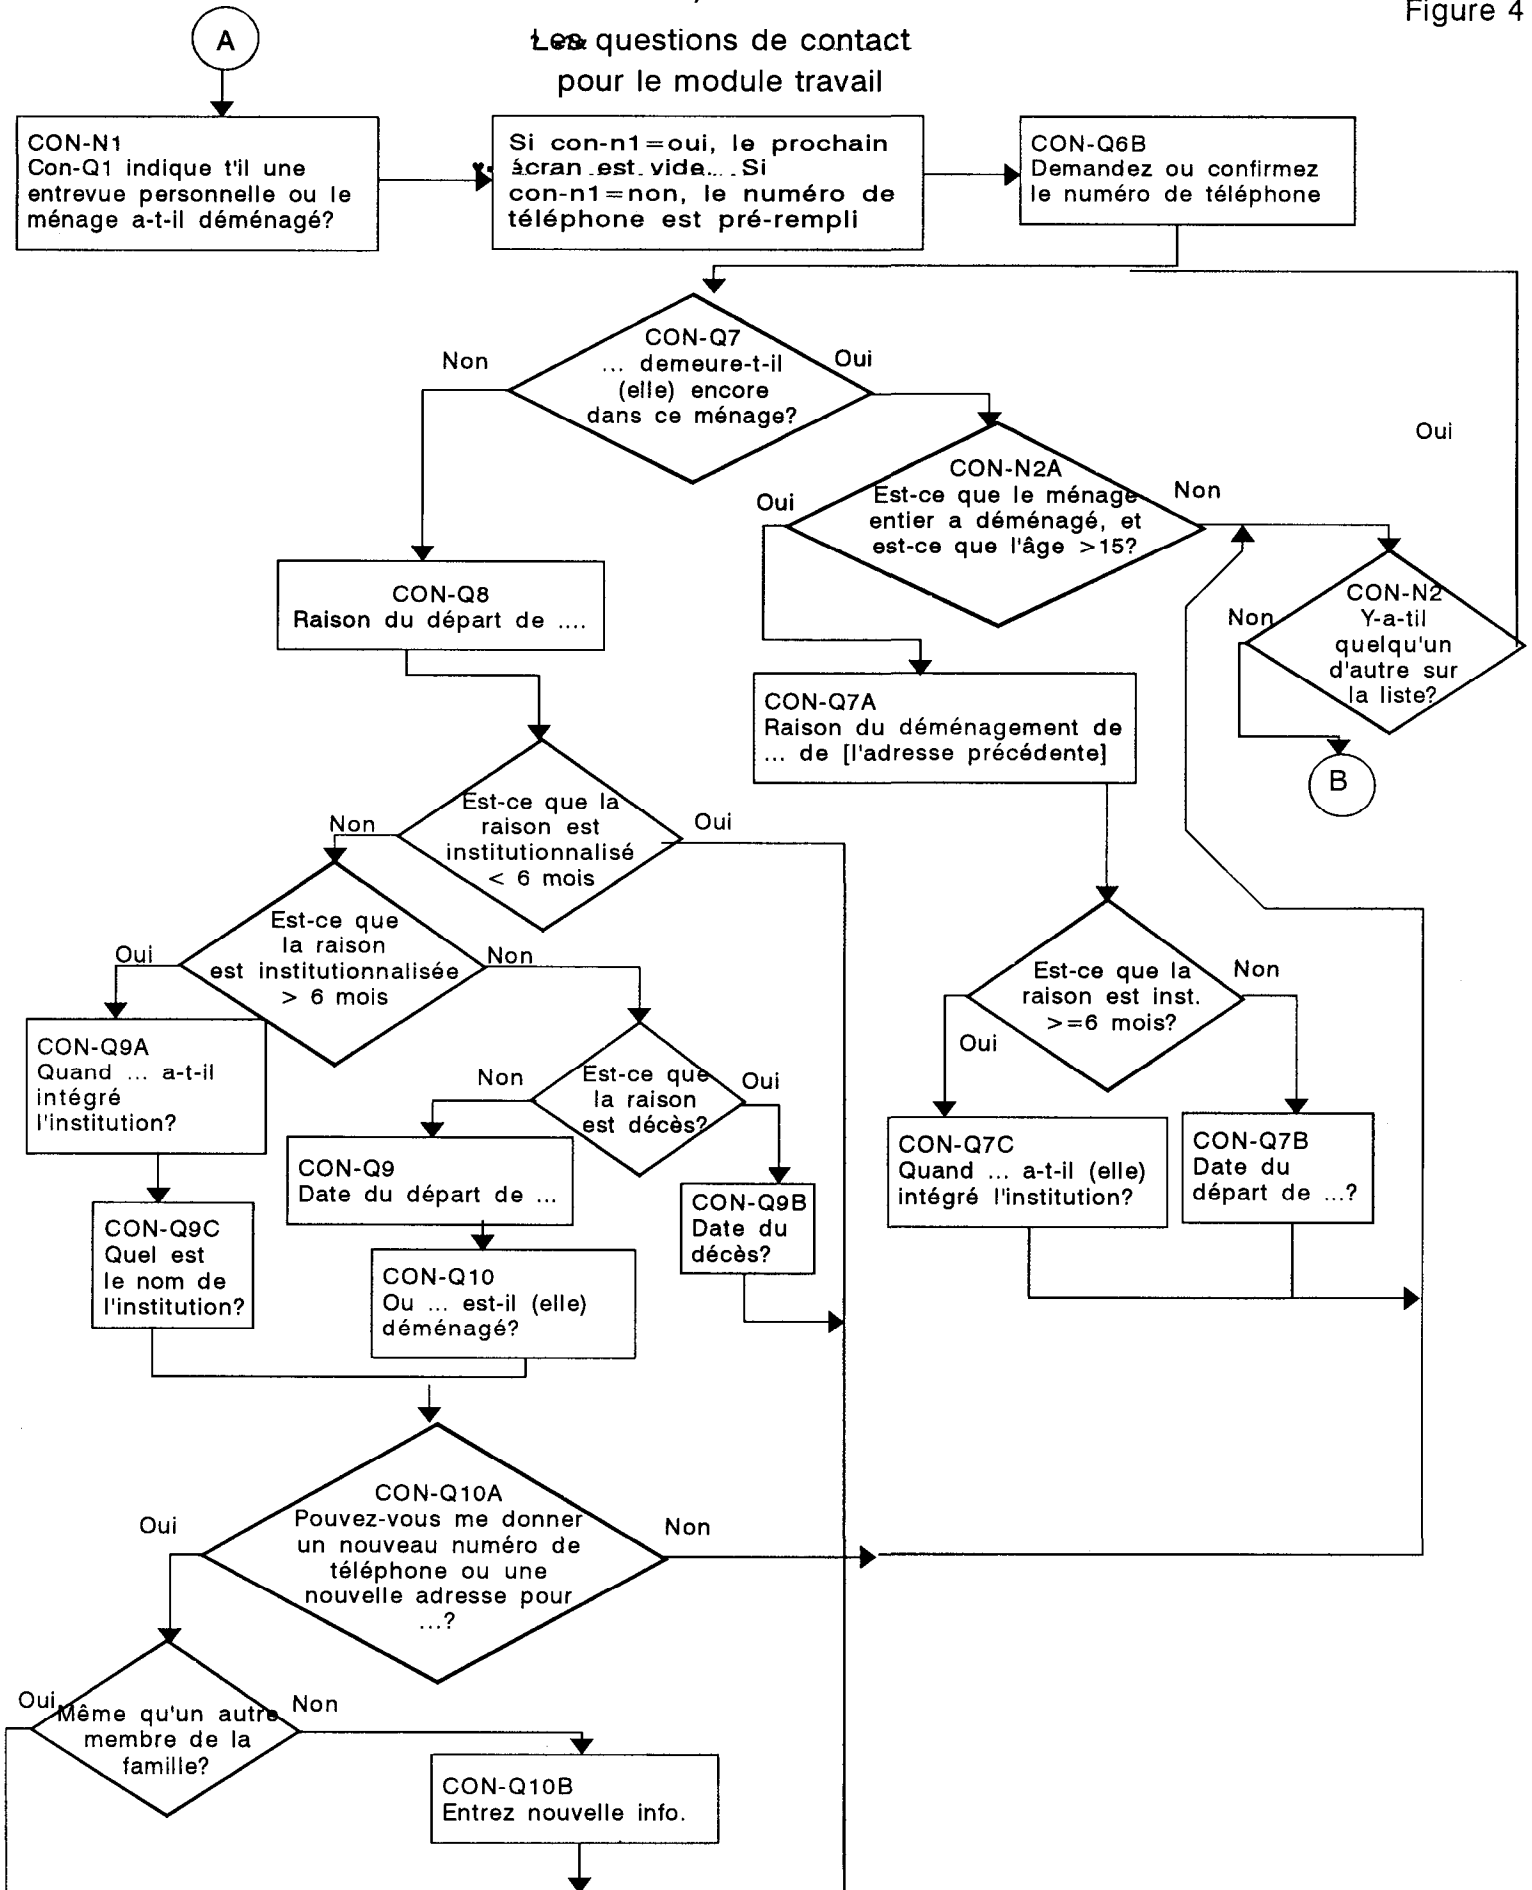 Figure 4
A
Les questions de contact
pour le module travail
CON-N1
Con-Q1 indique t'il une
entrevue personnelle ou le
ménage a-t-il déménagé?
Si con-n1=oui, le prochain
écran est vide... Si
con-n1=non, le numéro de
téléphone est pré-rempli
CON-Q6B
Demandez ou confirmez
le numéro de téléphone
CON-Q7
... demeure-t-il
(elle) encore
dans ce ménage?
Non
Oui
Oui
CON-N2A
Est-ce que le ménage
entier a déménagé, et
est-ce que l'âge >15?
Oui
Non
CON-N2
Y-a-til
quelqu'un
d'autre sur
la liste?
Non
B
CON-Q8
Raison du départ de ....
CON-Q7A
Raison du déménagement de
... de [l'adresse précédente]
Est-ce que la
raison est
institutionnalisé
< 6 mois
Non
Oui
Est-ce que
la raison
est institutionnalisée
> 6 mois
Oui
Non
Est-ce que la
raison est inst.
>=6 mois?
Non
Oui
CON-Q9A
Quand ... a-t-il
intégré
l'institution?
Non
Est-ce que
la raison
est décès?
Oui
CON-Q7C
Quand ... a-t-il (elle)
intégré l'institution?
CON-Q7B
Date du
départ de ...?
CON-Q9
Date du départ de ...
CON-Q9B
Date du
décès?
CON-Q9C
Quel est
le nom de
l'institution?
CON-Q10
Ou ... est-il (elle)
déménagé?
CON-Q10A
Pouvez-vous me donner
un nouveau numéro de
téléphone ou une
nouvelle adresse pour
...?
Oui
Non
Oui
Même qu'un autre
membre de la
famille?
Non
CON-Q10B
Entrez nouvelle info.